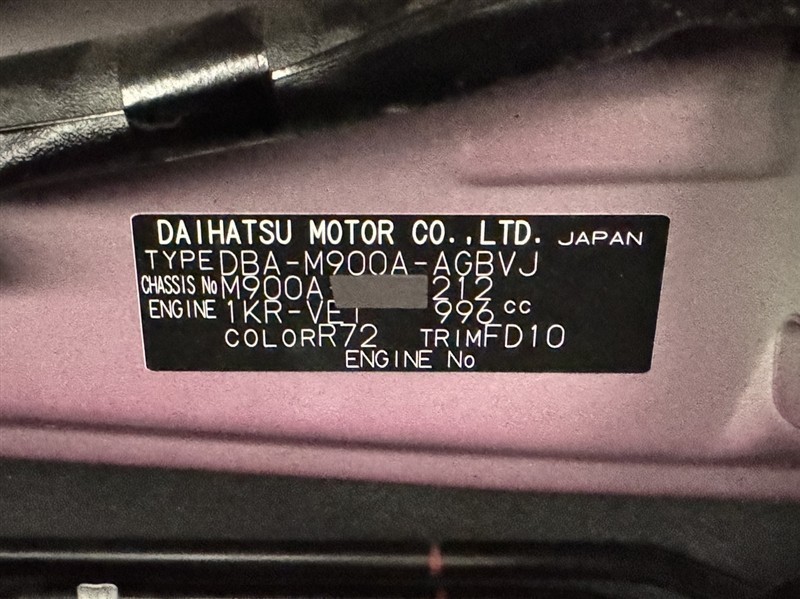 DAIHATSU MOTOR CO.,LTD. JAPAN
TYPE DBA-M900A-AGBVJ
CHASSIS No M900A 212
ENGINE 1KR-VET 996 cc
COLOR R72 TRIM FD10
ENGINE No